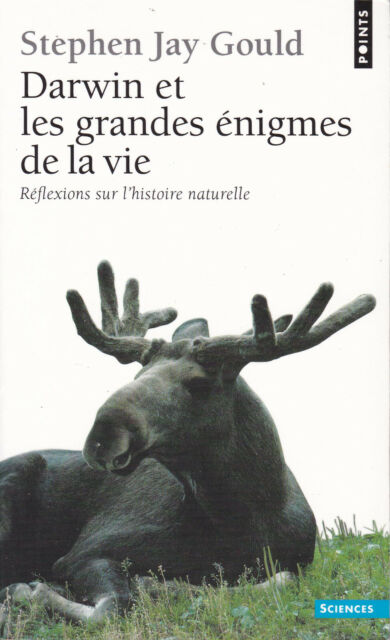 POINTS
Stephen Jay Gould
Darwin et
les grandes énigmes
de la vie
Réflexions sur l'histoire naturelle
SCIENCES